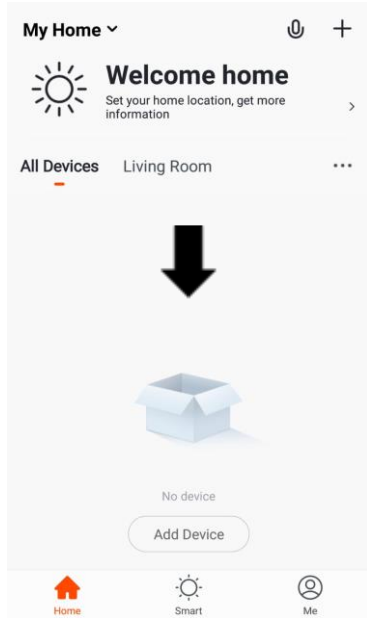 My Home
Welcome home
Set your home location, get more
information
All Devices
Living Room
No device
Add Device
Home
Smart
Me